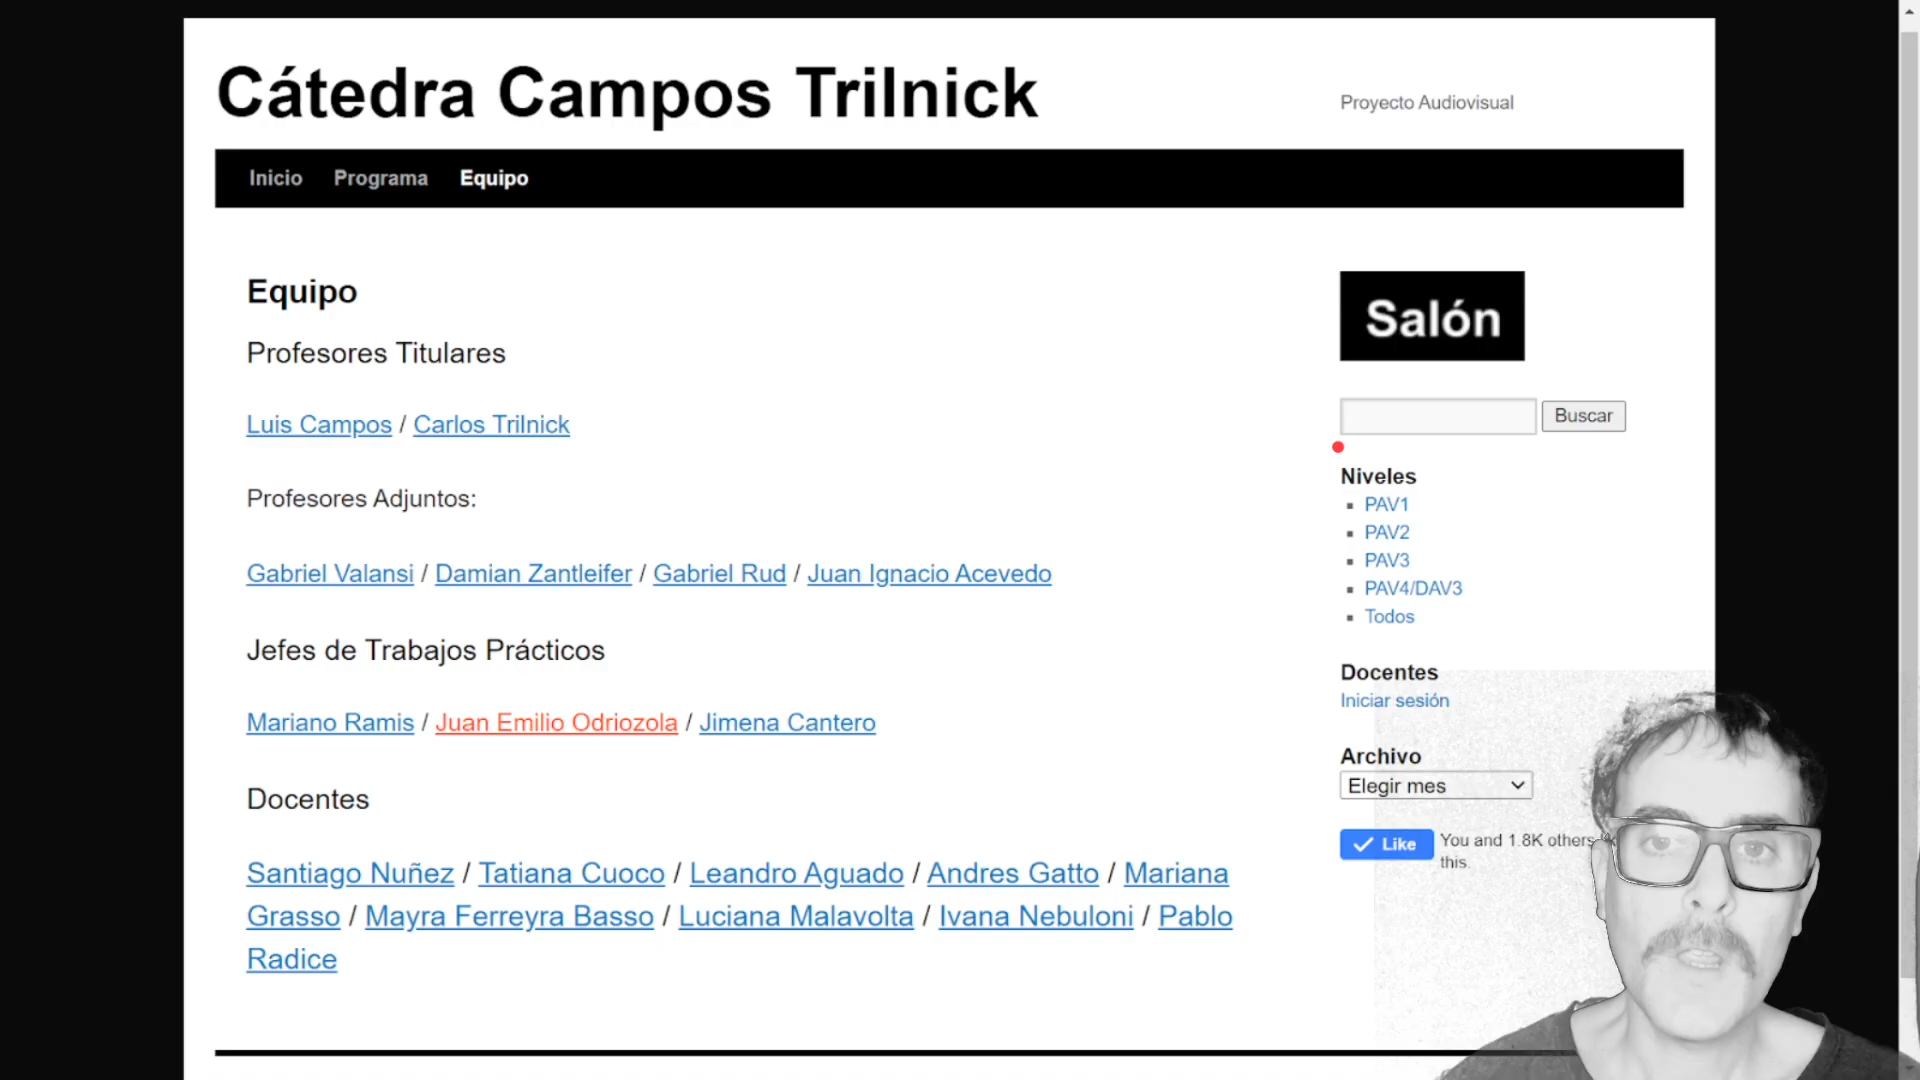 Cátedra Campos Trilnick
Proyecto Audiovisual
Inicio Programa Equipo
Equipo
Profesores Titulares
Luis Campos / Carlos Trilnick
Profesores Adjuntos:
Gabriel Valansi / Damian Zantleifer / Gabriel Rud / Juan Ignacio Acevedo
Jefes de Trabajos Prácticos
Mariano Ramis / Juan Emilio Odriozola / Jimena Cantero
Docentes
Santiago Nuñez / Tatiana Cuoco / Leandro Aguado / Andres Gatto / Mariana
Grasso / Mayra Ferreyra Basso / Luciana Malavolta / Ivana Nebuloni / Pablo
Radice
Salón
Buscar
Niveles
PAV1
PAV2
PAV3
PAV4/DAV3
Todos
Docentes
Iniciar sesión
Archivo
Elegir mes
Like
You and 1.8K others
this.